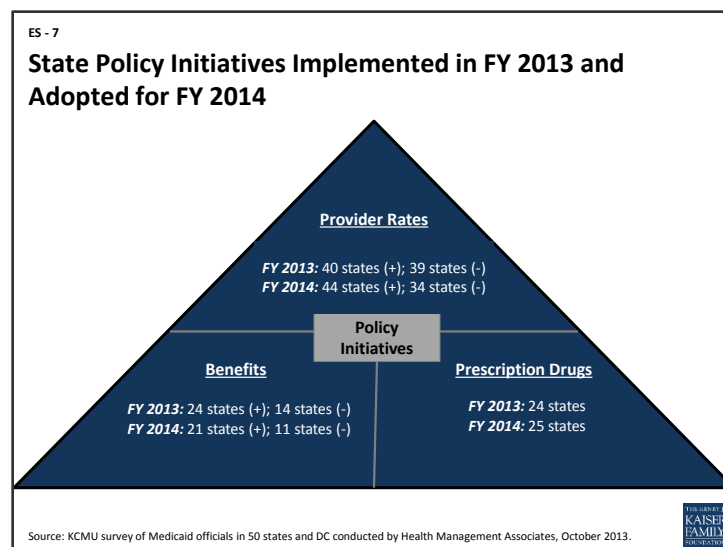 ES - 7
State Policy Initiatives Implemented in FY 2013 and
Adopted for FY 2014
Provider Rates
FY 2013: 40 states (+); 39 states (-)
FY 2014: 44 states (+); 34 states (-)
Policy
Initiatives
Benefits
FY 2013: 24 states (+); 14 states (-)
FY 2014: 21 states (+); 11 states (-)
Prescription Drugs
FY 2013: 24 states
FY 2014: 25 states
Source: KCMU survey of Medicaid officials in 50 states and DC conducted by Health Management Associates, October 2013.
THE HENRY J.
KAISER
FAMILY
FOUNDATION